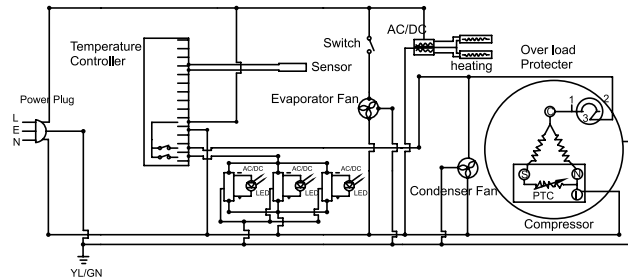 AC/DC
Switch
Temperature
Controller
Over load
Protecter
Sensor
heating
Evaporator Fan
Power Plug
1
2
3
L
E
N
AC/DC
AC/DC
AC/DC
LED
LED
LED
S
N
PTC
Condenser Fan
Compressor
YL/GN